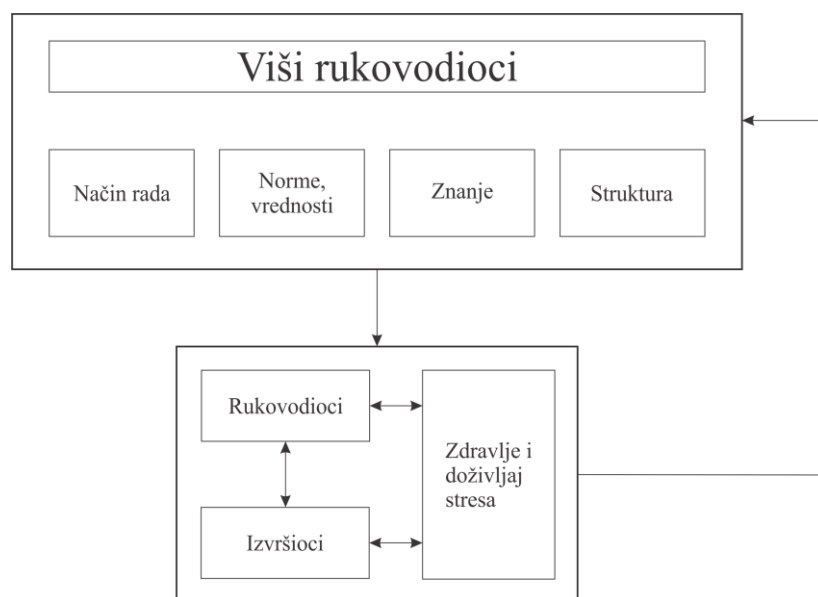 Viši rukovodioci
Način rada
Norme,
vrednosti
Znanje
Struktura
Rukovodioci
Izvršioci
Zdravlje i
doživljaj
stresa